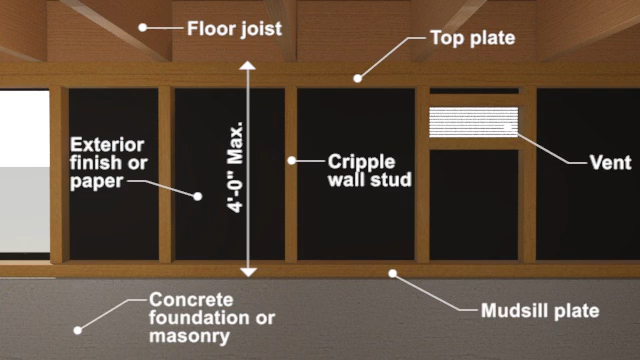 Floor joist
Top plate
Exterior
finish or
paper
4'-0" Max.
Cripple
wall stud
Vent
Concrete
foundation or
masonry
Mudsill plate